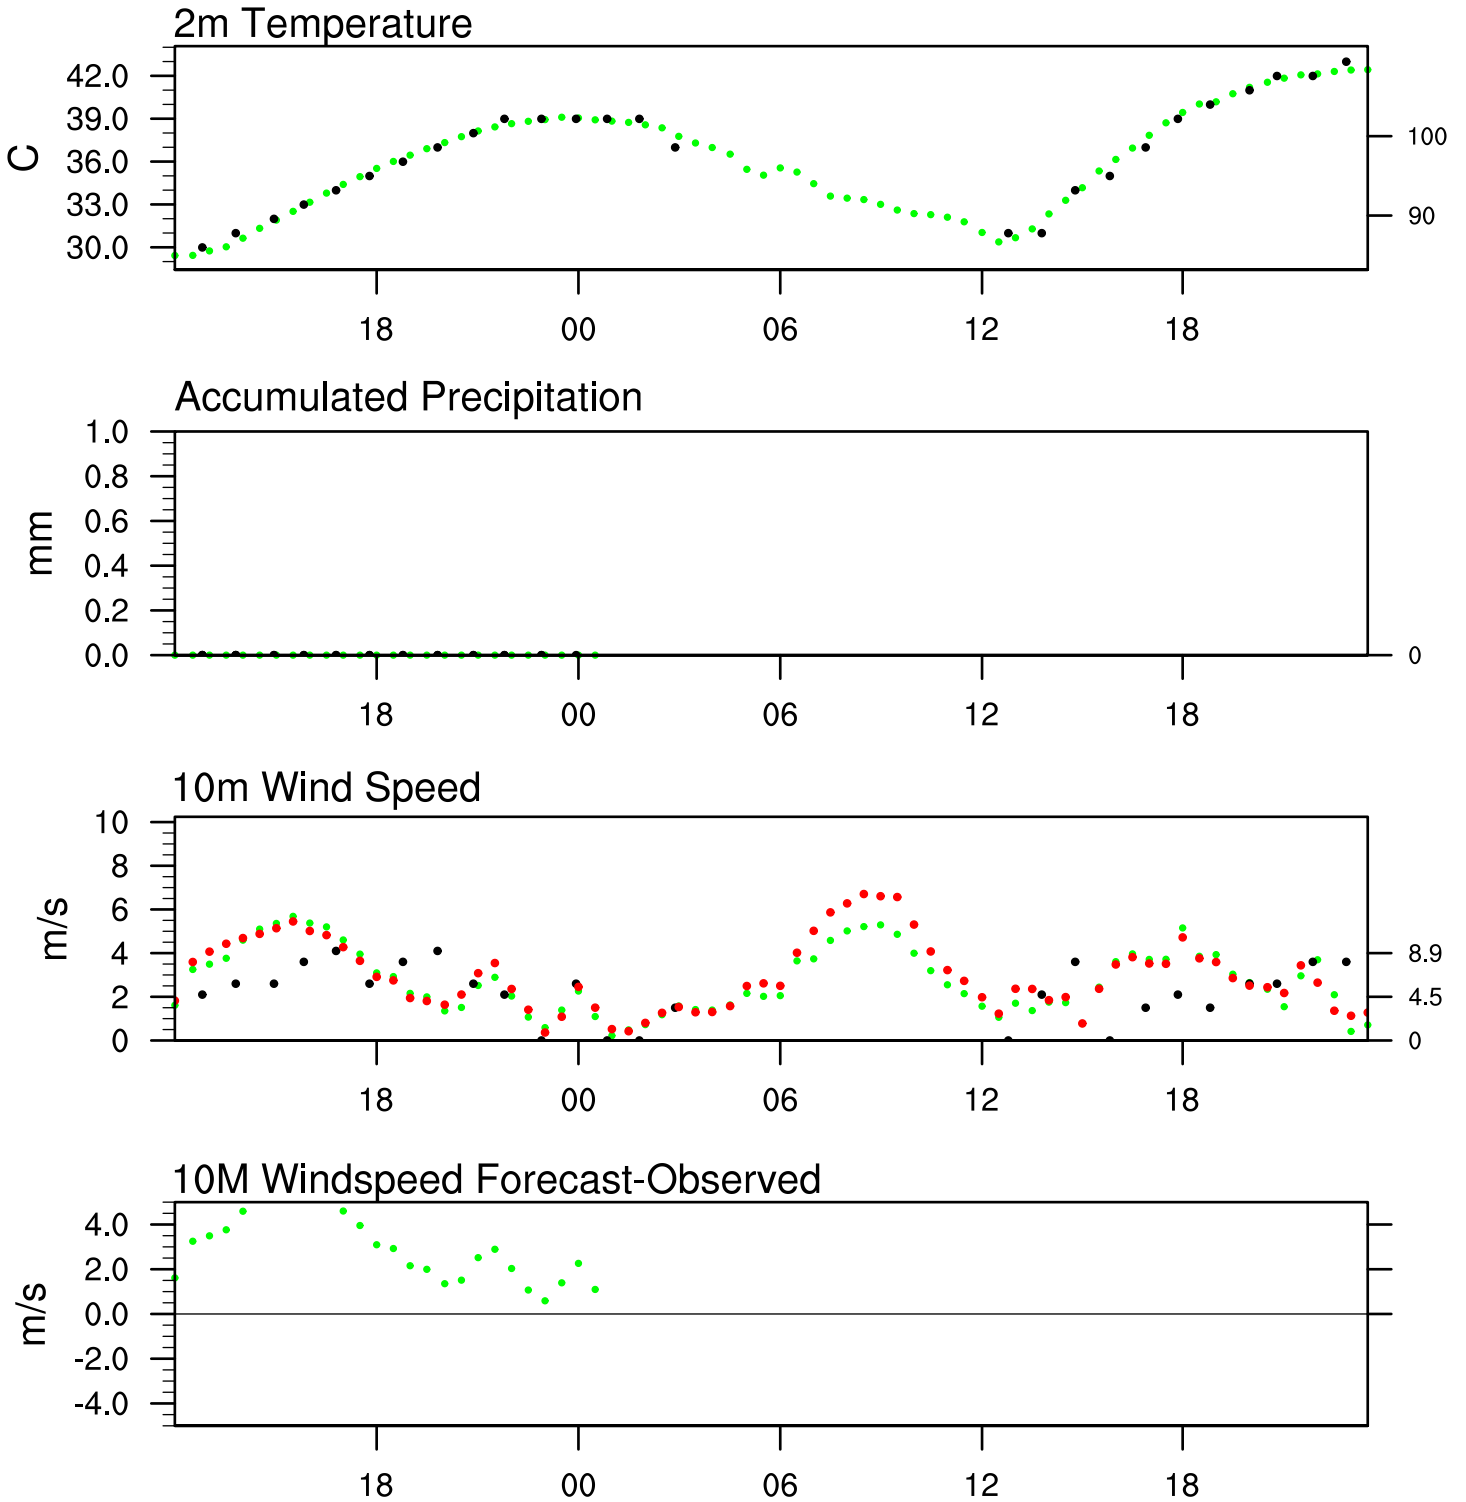 2m Temperature
42.0
39.0
36.0
33.0
30.0
C
100
90
18 00 06 12 18
Accumulated Precipitation
1.0
0.8
0.6
0.4
0.2
0.0
mm
0
18 00 06 12 18
10m Wind Speed
10
8
6
4
2
0
m/s
8.9
4.5
0
18 00 06 12 18
10M Windspeed Forecast-Observed
4.0
2.0
0.0
-2.0
-4.0
m/s
18 00 06 12 18